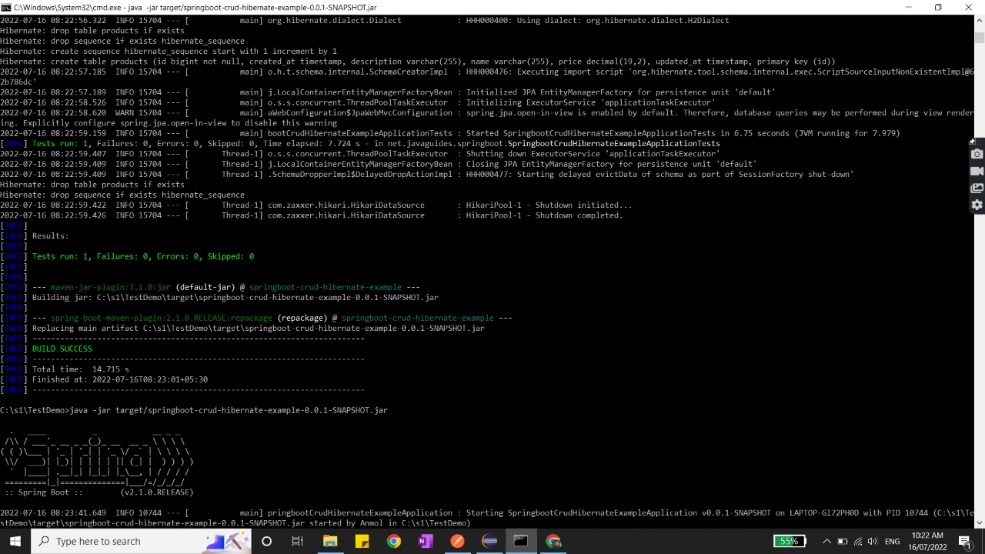 C:\Windows\System32\cmd.exe - java -jar target/springboot-crud-hibernate-example-0.0.1-SNAPSHOT.jar
2022-07-16 08:22:56.322 INFO 15704 --- [ main] org.hibernate.dialect.Dialect : HHH000400: Using dialect: org.hibernate.dialect.H2Dialect
Hibernate: drop table products if exists
Hibernate: drop sequence if exists hibernate_sequence
Hibernate: create sequence hibernate_sequence start with 1 increment by 1
Hibernate: create table products (id bigint not null, created_at timestamp, description varchar(255), name varchar(255), price decimal(19,2), updated_at timestamp, primary key (id))
2022-07-16 08:22:57.185 INFO 15704 --- [ main] o.h.t.schema.internal.SchemaCreatorImpl : HHH000476: Executing import script 'org.hibernate.tool.schema.internal.exec.ScriptSourceInputNonExistentImpl@6
2b786dc'
2022-07-16 08:22:57.189 INFO 15704 --- [ main] j.LocalContainerEntityManagerFactoryBean : Initialized JPA EntityManagerFactory for persistence unit 'default'
2022-07-16 08:22:58.526 INFO 15704 --- [ main] o.s.s.concurrent.ThreadPoolTaskExecutor : Initializing ExecutorService 'applicationTaskExecutor'
2022-07-16 08:22:58.620 WARN 15704 --- [ main] aWebConfiguration$JpaWebMvcConfiguration : spring.jpa.open-in-view is enabled by default. Therefore, database queries may be performed during view render
ing. Explicitly configure spring.jpa.open-in-view to disable this warning
2022-07-16 08:22:59.159 INFO 15704 --- [ main] bootCrudHibernateExampleApplicationTests : Started SpringbootCrudHibernateExampleApplicationTests in 6.75 seconds (JVM running for 7.979)
[INFO] Tests run: 1, Failures: 0, Errors: 0, Skipped: 0, Time elapsed: 7.724 s - in net.javaguides.springboot.SpringbootCrudHibernateExampleApplicationTests
2022-07-16 08:22:59.407 INFO 15704 --- [ Thread-1] o.s.s.concurrent.ThreadPoolTaskExecutor : Shutting down ExecutorService 'applicationTaskExecutor'
2022-07-16 08:22:59.407 INFO 15704 --- [ Thread-1] j.LocalContainerEntityManagerFactoryBean : Closing JPA EntityManagerFactory for persistence unit 'default'
2022-07-16 08:22:59.408 INFO 15704 --- [ Thread-1] .SchemaDropperImpl$DelayedDropActionImpl : HHH000477: Starting delayed evictData of schema as part of SessionFactory shut-down'
Hibernate: drop table products if exists
Hibernate: drop sequence if exists hibernate_sequence
2022-07-16 08:22:59.422 INFO 15704 --- [ Thread-1] com.zaxxer.hikari.HikariDataSource : HikariPool-1 - Shutdown initiated...
2022-07-16 08:22:59.426 INFO 15704 --- [ Thread-1] com.zaxxer.hikari.HikariDataSource : HikariPool-1 - Shutdown completed.
[INFO]
[INFO] Results:
[INFO]
[INFO] Tests run: 1, Failures: 0, Errors: 0, Skipped: 0
[INFO]
[INFO]
[INFO] --- maven-jar-plugin:3.1.0:jar (default-jar) @ springboot-crud-hibernate-example ---
[INFO] Building jar: C:\s1\TestDemo\target\springboot-crud-hibernate-example-0.0.1-SNAPSHOT.jar
[INFO]
[INFO] --- spring-boot-maven-plugin:2.1.0.RELEASE:repackage (repackage) @ springboot-crud-hibernate-example ---
[INFO] Replacing main artifact C:\s1\TestDemo\target\springboot-crud-hibernate-example-0.0.1-SNAPSHOT.jar
[INFO] ------------------------------------------------------------------------
[INFO] BUILD SUCCESS
[INFO] ------------------------------------------------------------------------
[INFO] Total time: 14.715 s
[INFO] Finished at: 2022-07-16T08:23:01+05:30
[INFO] ------------------------------------------------------------------------
C:\s1\TestDemo>java -jar target/springboot-crud-hibernate-example-0.0.1-SNAPSHOT.jar
Spring
:: Spring Boot :: (v2.1.0.RELEASE)
2022-07-16 08:23:41.649 INFO 10744 --- [ main] pringbootCrudHibernateExampleApplication : Starting SpringbootCrudHibernateExampleApplication v0.0.1-SNAPSHOT on LAPTOP-GI72PH0D with PID 10744 (C:\s1\Te
stDemo\target\springboot-crud-hibernate-example-0.0.1-SNAPSHOT.jar started by Anmol in C:\s1\TestDemo)
Type here to search
55%
ENG
10:22 AM
16/07/2022